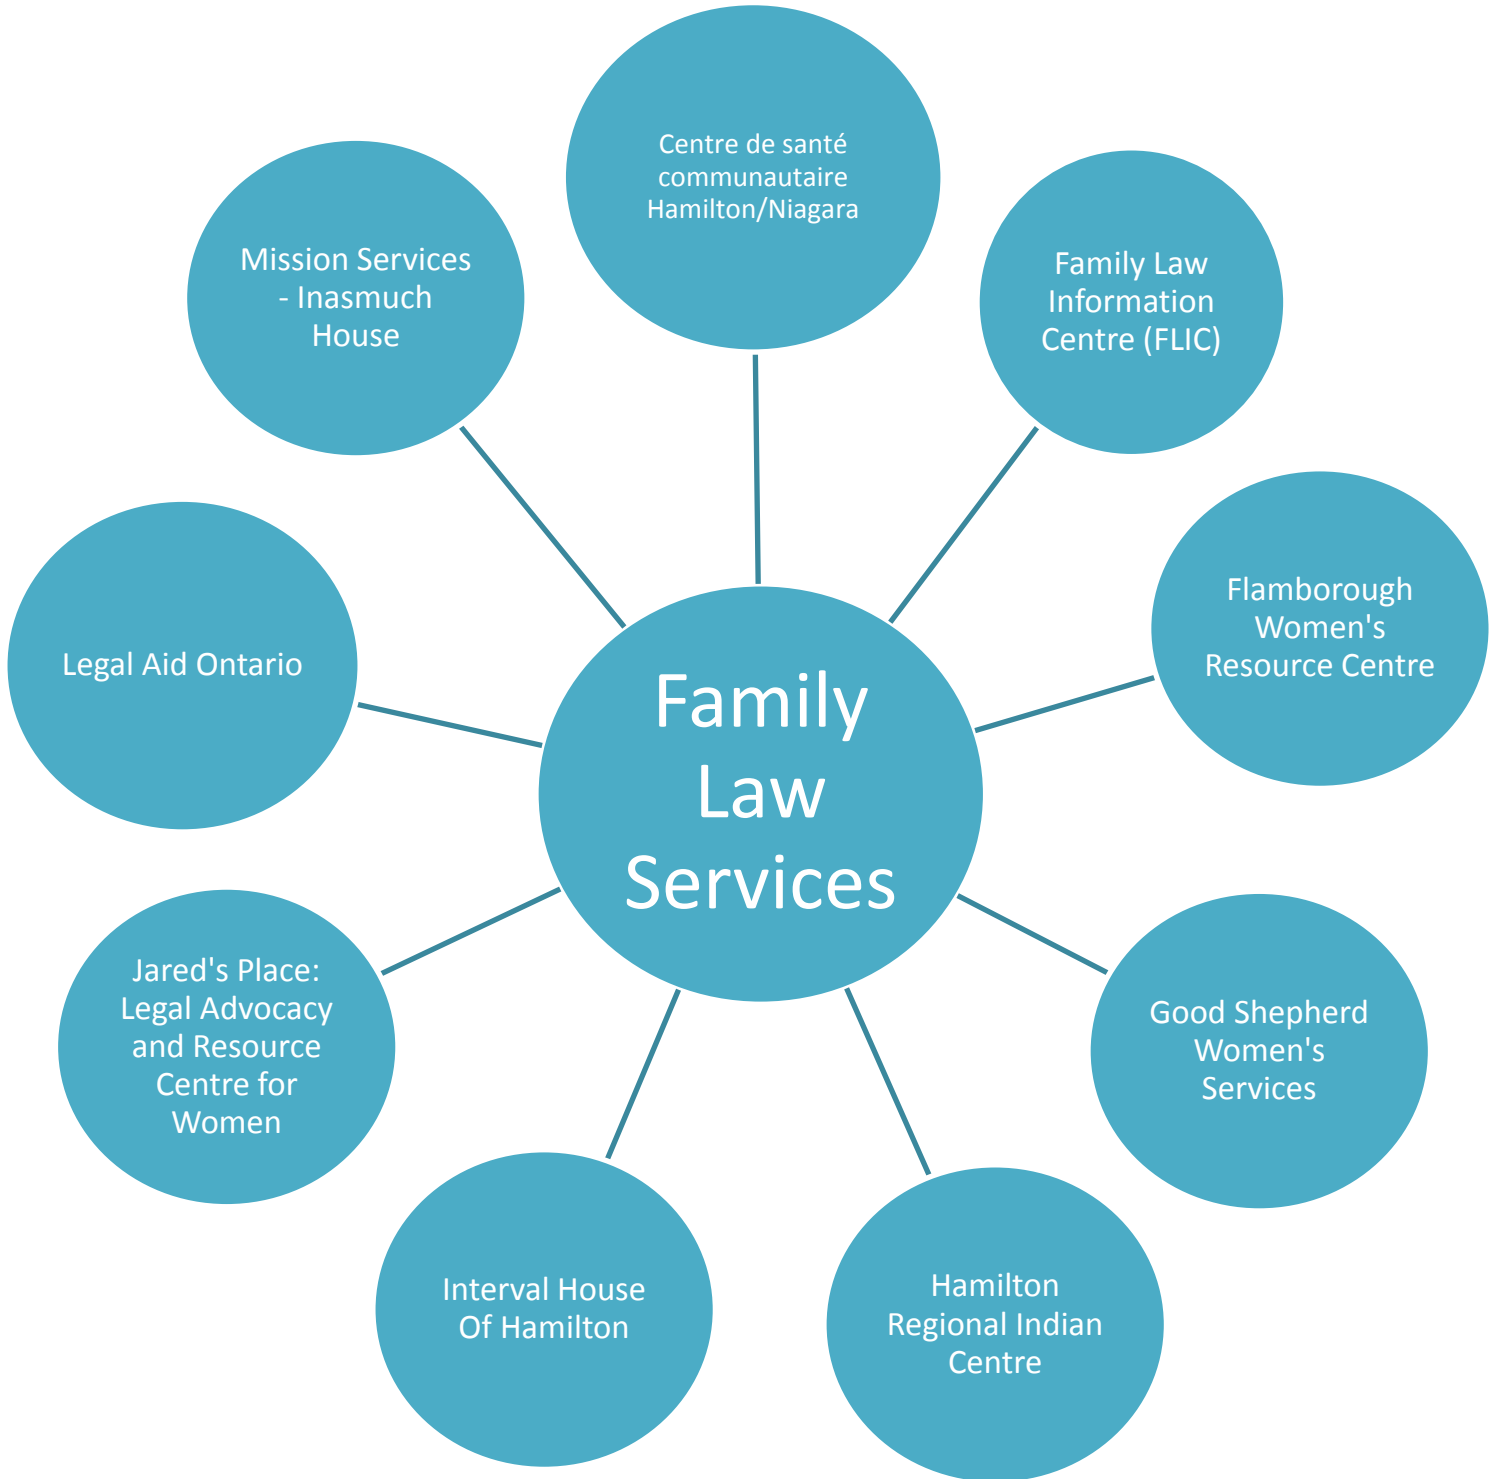 Centre de santé
communautaire
Hamilton/Niagara
Family Law
Information
Centre (FLIC)
Flamborough
Women's
Resource Centre
Good Shepherd
Women's
Services
Hamilton
Regional Indian
Centre
Interval House
Of Hamilton
Jared's Place:
Legal Advocacy
and Resource
Centre for
Women
Legal Aid Ontario
Mission Services
- Inasmuch
House
Family
Law
Services